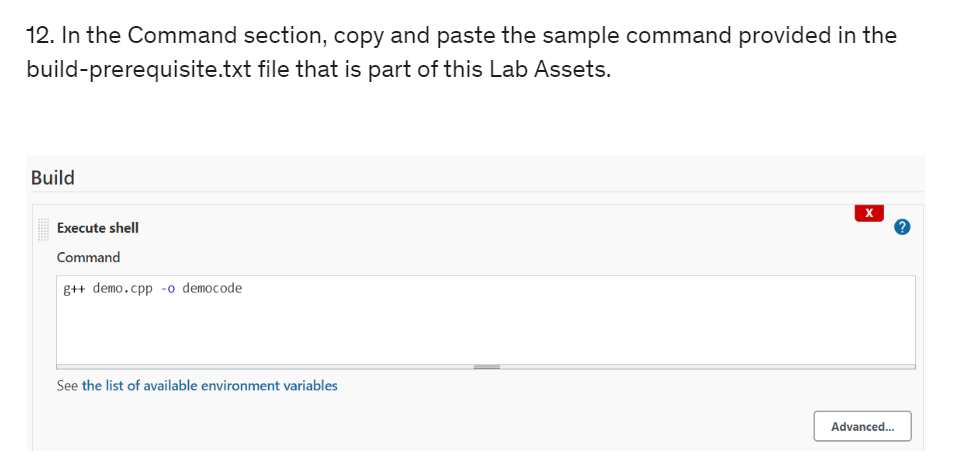 12. In the Command section, copy and paste the sample command provided in the
build-prerequisite.txt file that is part of this Lab Assets.
Build
X
?
Execute shell
Command
g++ demo.cpp -o democode
See the list of available environment variables
Advanced...